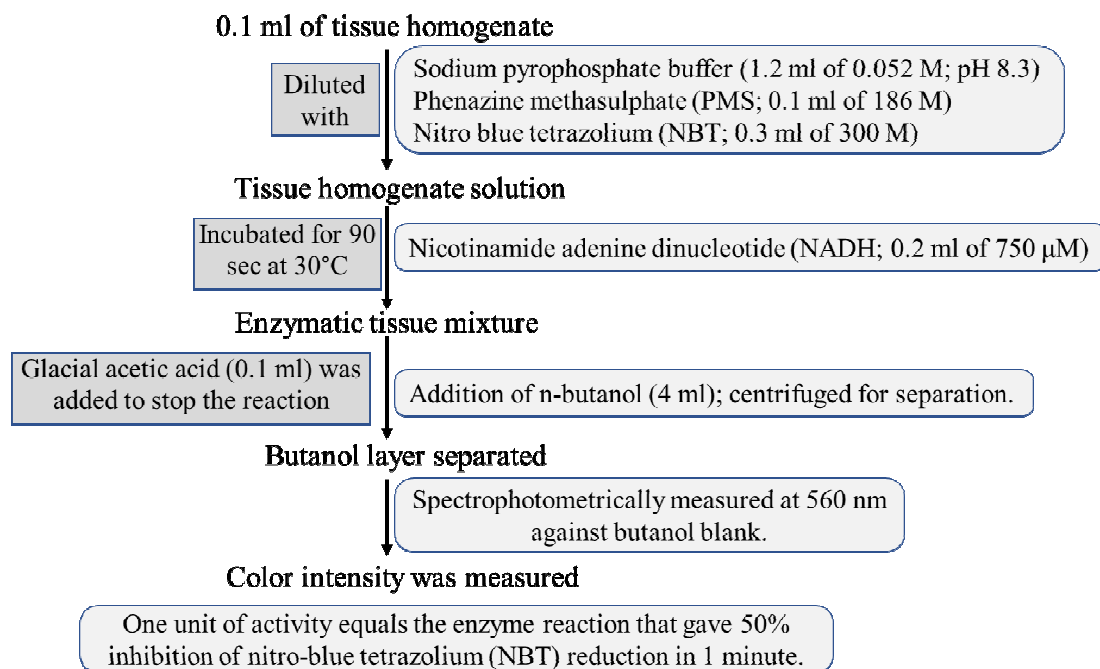 0.1 ml of tissue homogenate
Diluted
with
Sodium pyrophosphate buffer (1.2 ml of 0.052 M; pH 8.3)
Phenazine methasulphate (PMS; 0.1 ml of 186 M)
Nitro blue tetrazolium (NBT; 0.3 ml of 300 M)
Tissue homogenate solution
Incubated for 90
sec at 30°C
Nicotinamide adenine dinucleotide (NADH; 0.2 ml of 750 μM)
Enzymatic tissue mixture
Glacial acetic acid (0.1 ml) was
added to stop the reaction
Addition of n-butanol (4 ml); centrifuged for separation.
Butanol layer separated
Spectrophotometrically measured at 560 nm
against butanol blank.
Color intensity was measured
One unit of activity equals the enzyme reaction that gave 50%
inhibition of nitro-blue tetrazolium (NBT) reduction in 1 minute.